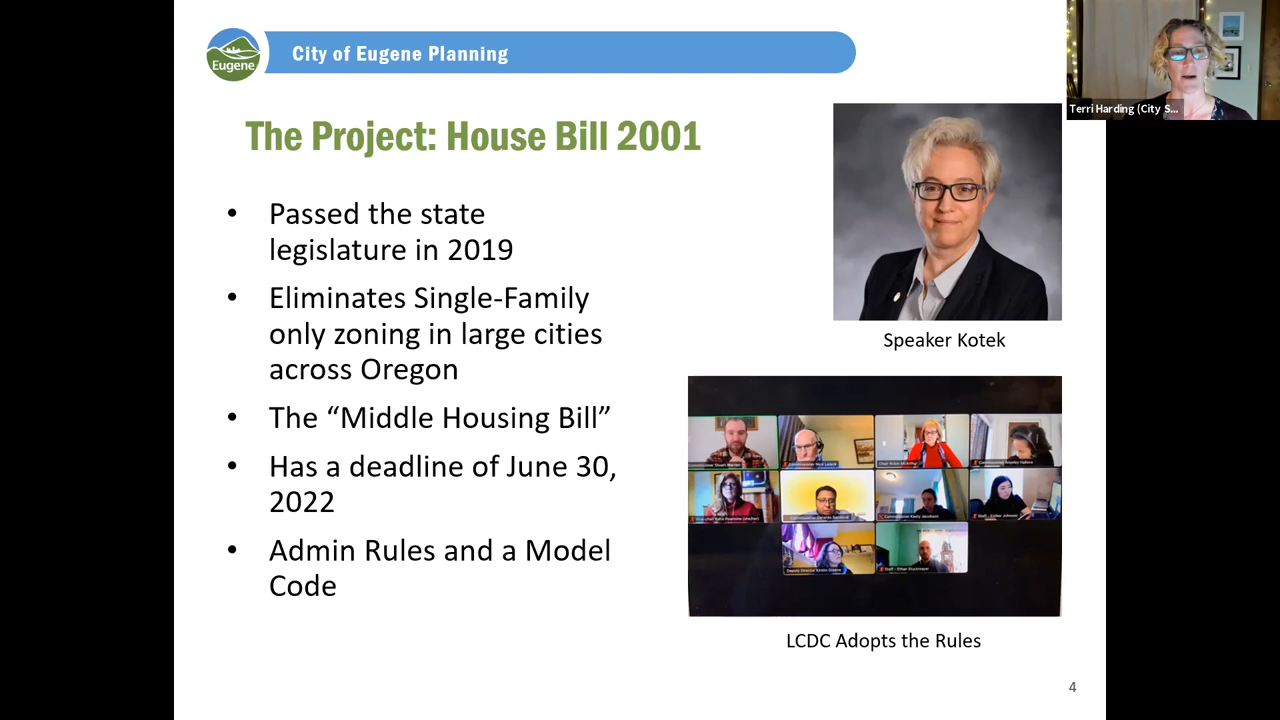 City of Eugene Planning
Eugene
Terri Harding (City S...
The Project: House Bill 2001
• Passed the state
legislature in 2019
• Eliminates Single-Family
only zoning in large cities
across Oregon
• The “Middle Housing Bill”
• Has a deadline of June 30,
2022
• Admin Rules and a Model
Code
Speaker Kotek
LCDC Adopts the Rules
4